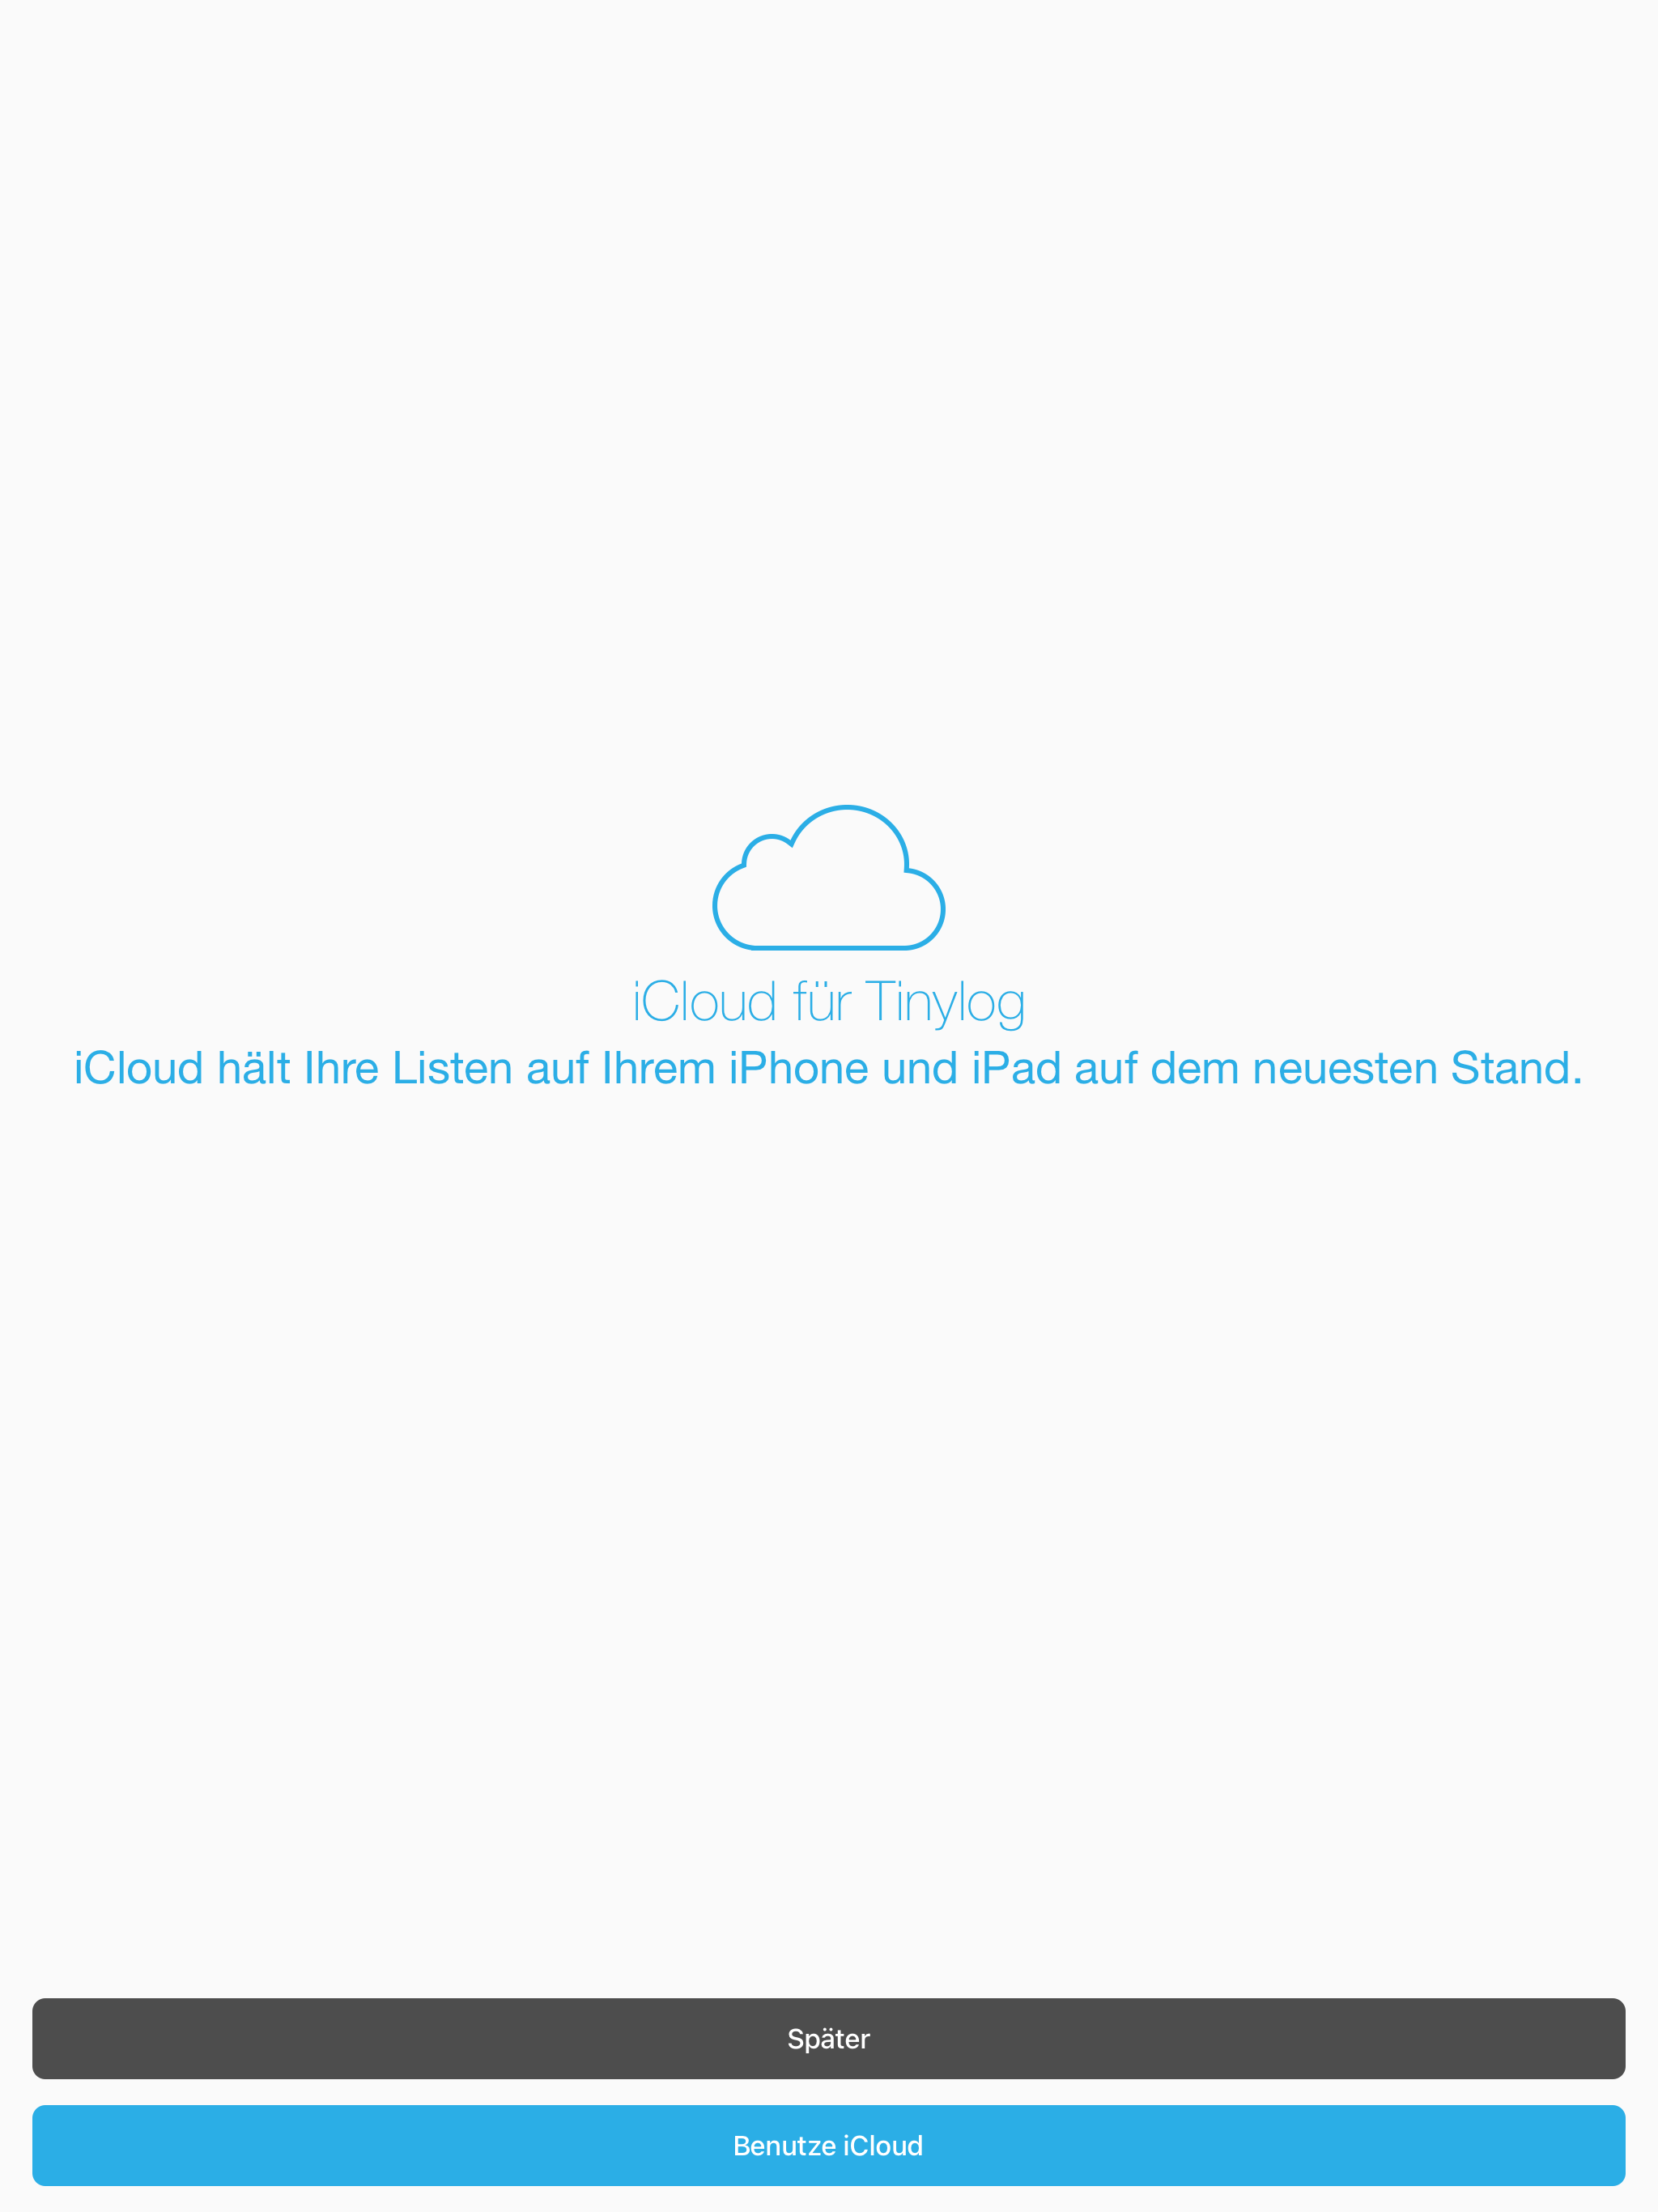 iCloud für Tinylog
iCloud hält Ihre Listen auf Ihrem iPhone und iPad auf dem neuesten Stand.
Später
Benutze iCloud